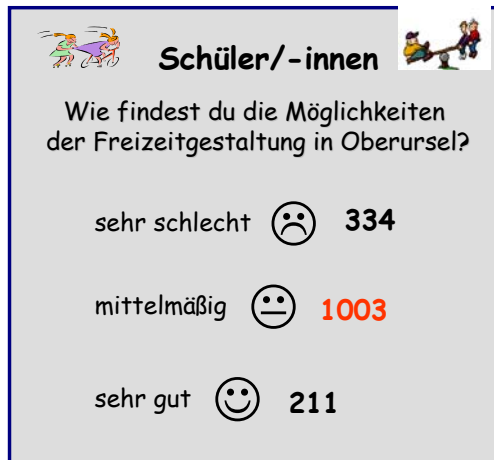 Schüler/-innen
Wie findest du die Möglichkeiten
der Freizeitgestaltung in Oberursel?
sehr schlecht 334
mittelmäßig 1003
sehr gut 211